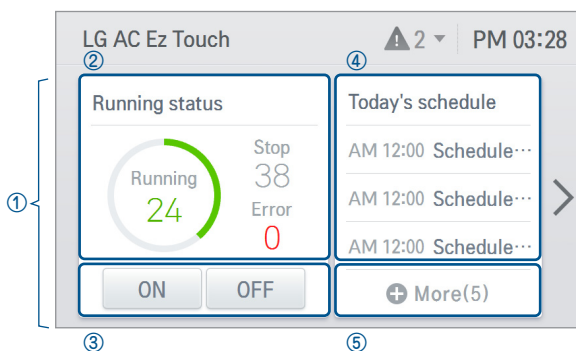 LG AC Ez Touch
2
PM 03:28
②
④
①
Running status
Running
24
Stop
38
Error
0
ON
OFF
③
Today's schedule
AM 12:00 Schedule···
AM 12:00 Schedule···
AM 12:00 Schedule···
More(5)
⑤